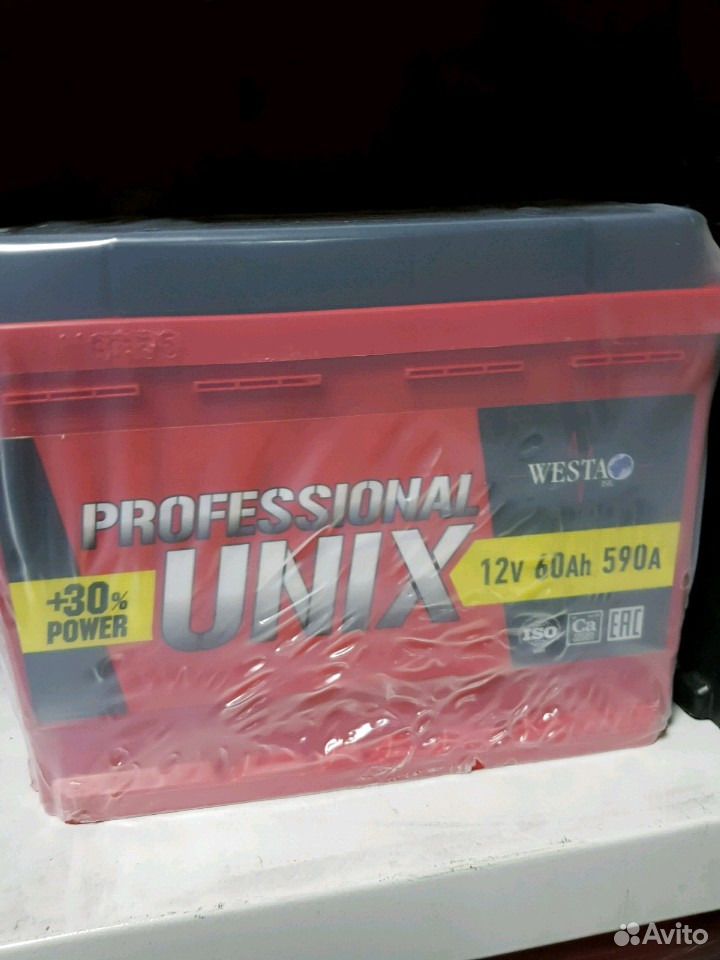 WESTA
PROFESSIONAL
UNIX
12V 60Ah 590A
+30%
POWER
ISO Ca EAC
Avito